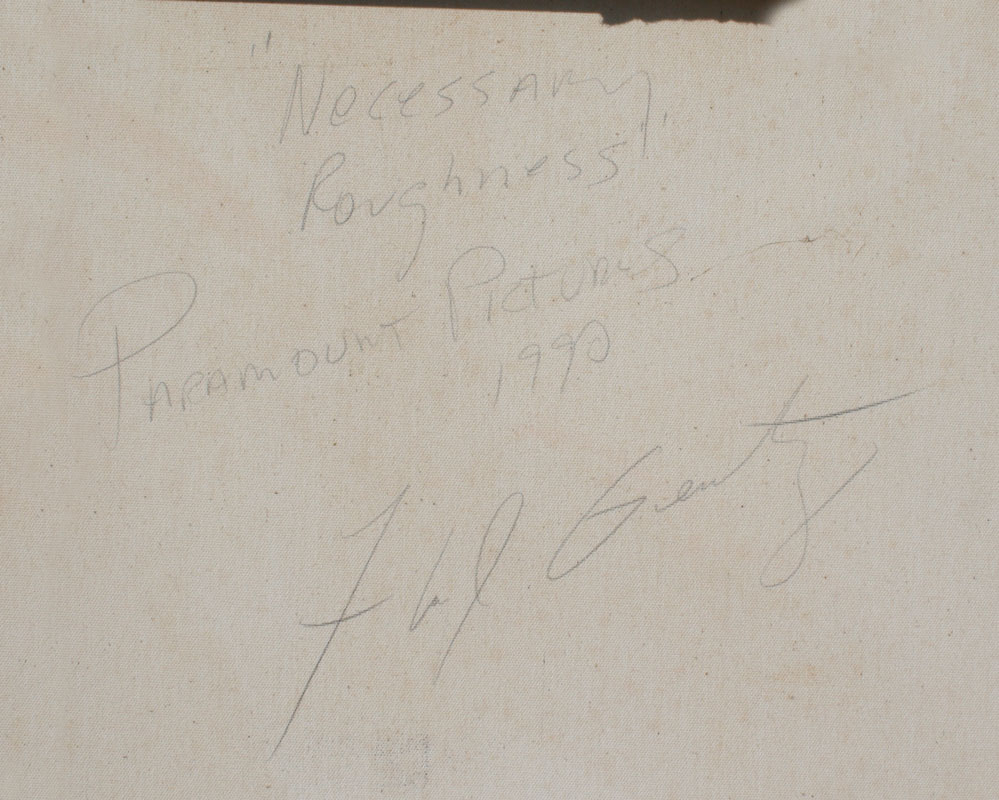 "Necessary
Roughness"
Paramount Pictures
1990